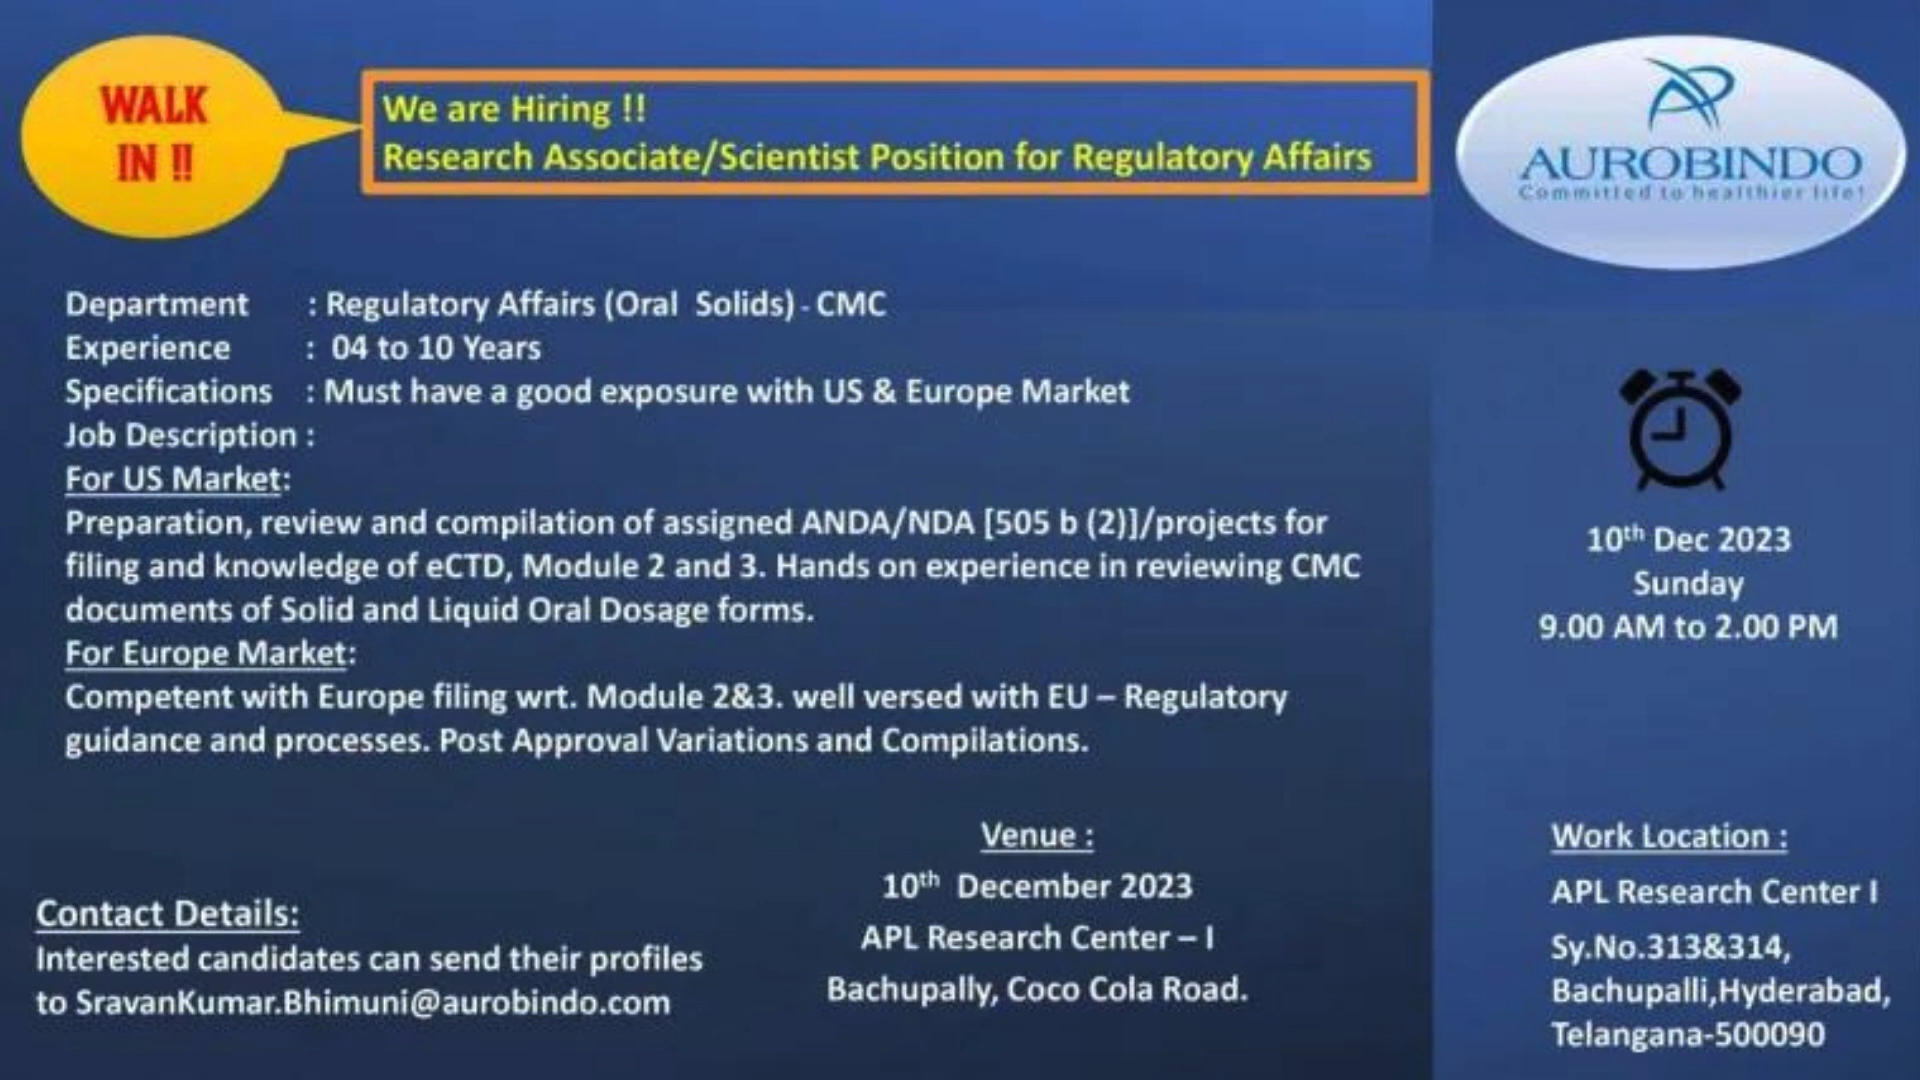 WALK
IN !!
We are Hiring !!
Research Associate/Scientist Position for Regulatory Affairs
AUROBINDO
Committed to healthier life!
Department : Regulatory Affairs (Oral Solids) - CMC
Experience : 04 to 10 Years
Specifications : Must have a good exposure with US & Europe Market
Job Description :
For US Market:
Preparation, review and compilation of assigned ANDA/NDA [505 b (2)]/projects for
filing and knowledge of eCTD, Module 2 and 3. Hands on experience in reviewing CMC
documents of Solid and Liquid Oral Dosage forms.
For Europe Market:
Competent with Europe filing wrt. Module 2&3. well versed with EU – Regulatory
guidance and processes. Post Approval Variations and Compilations.
10th Dec 2023
Sunday
9.00 AM to 2.00 PM
Contact Details:
Interested candidates can send their profiles
to SravanKumar.Bhimuni@aurobindo.com
Venue :
10th December 2023
APL Research Center – I
Bachupally, Coco Cola Road.
Work Location :
APL Research Center I
Sy.No.313&314,
Bachupalli,Hyderabad,
Telangana-500090